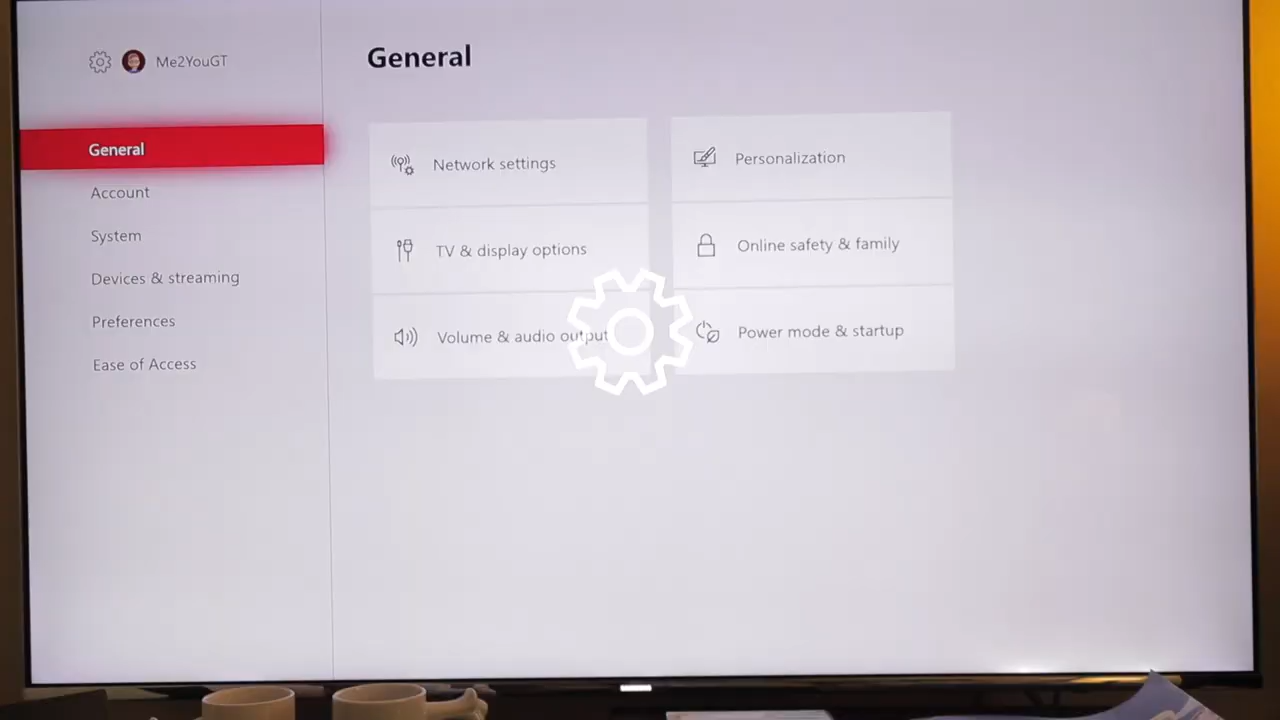 Me2YouGT
General
General
Account
System
Devices & streaming
Preferences
Ease of Access
Network settings
TV & display options
Volume & audio output
Personalization
Online safety & family
Power mode & startup